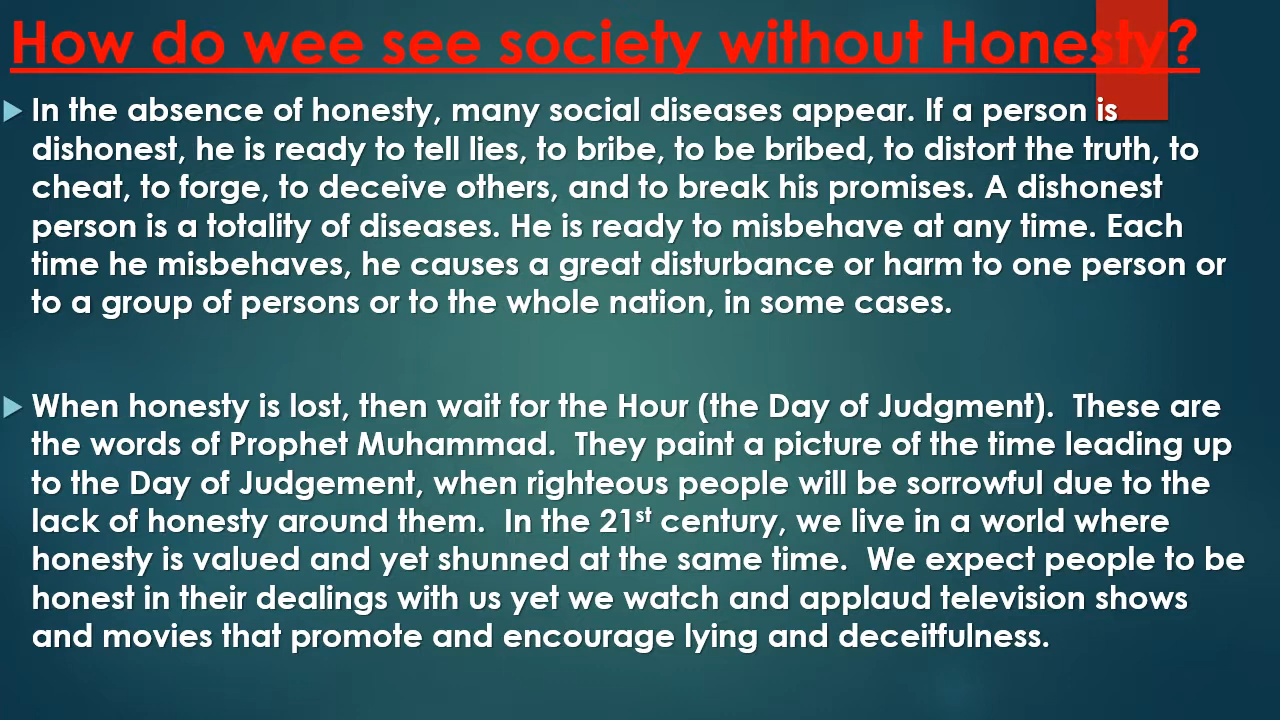 How do wee see society without Honesty?
In the absence of honesty, many social diseases appear. If a person is
dishonest, he is ready to tell lies, to bribe, to be bribed, to distort the truth, to
cheat, to forge, to deceive others, and to break his promises. A dishonest
person is a totality of diseases. He is ready to misbehave at any time. Each
time he misbehaves, he causes a great disturbance or harm to one person or
to a group of persons or to the whole nation, in some cases.
When honesty is lost, then wait for the Hour (the Day of Judgment).  These are
the words of Prophet Muhammad.  They paint a picture of the time leading up
to the Day of Judgement, when righteous people will be sorrowful due to the
lack of honesty around them.  In the 21st century, we live in a world where
honesty is valued and yet shunned at the same time.  We expect people to be
honest in their dealings with us yet we watch and applaud television shows
and movies that promote and encourage lying and deceitfulness.